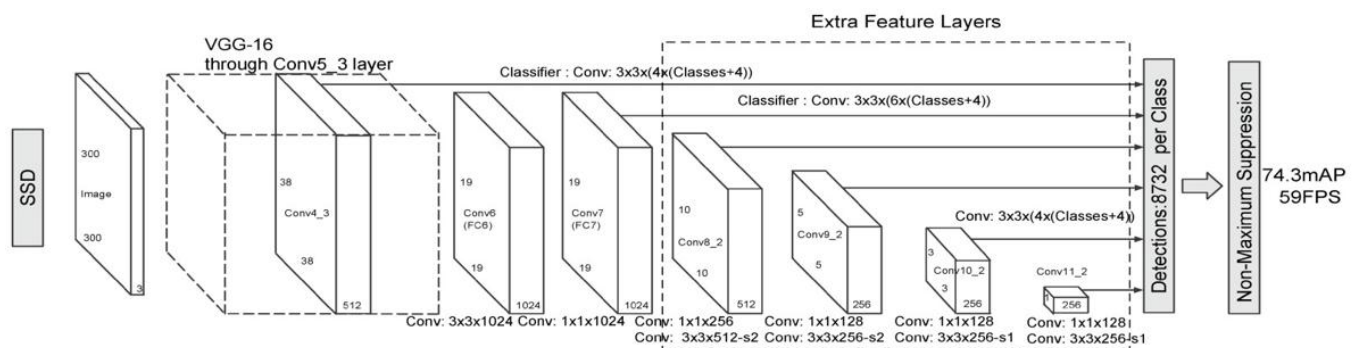 Extra Feature Layers
VGG-16
through Conv5_3 layer
Classifier : Conv: 3x3x(4x(Classes+4))
Classifier : Conv: 3x3x(6x(Classes+4))
SSD
300
Image
300
3
38
Conv4_3
38
512
19
Conv6
(FC6)
19
1024
19
Conv7
(FC7)
19
1024
10
Conv8_2
10
512
5
Conv9_2
5
256
Conv: 3x3x(4x(Classes+4))
3
Conv10_2
3
256
Conv11_2
1
256
Detections:8732 per Class
Non-Maximum Suppression
74.3mAP
59FPS
Conv: 3x3x1024
Conv: 1x1x1024
Conv: 1x1x256
Conv: 3x3x512-s2
Conv: 1x1x128
Conv: 3x3x256-s2
Conv: 1x1x128
Conv: 3x3x256-s1
Conv: 1x1x128
Conv: 3x3x256-s1